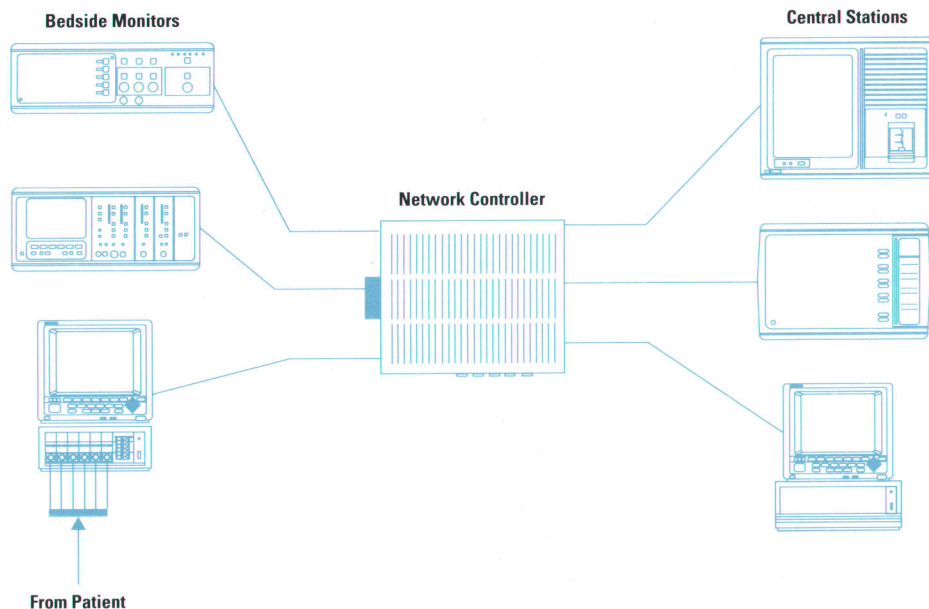 Bedside Monitors
Central Stations
Network Controller
From Patient